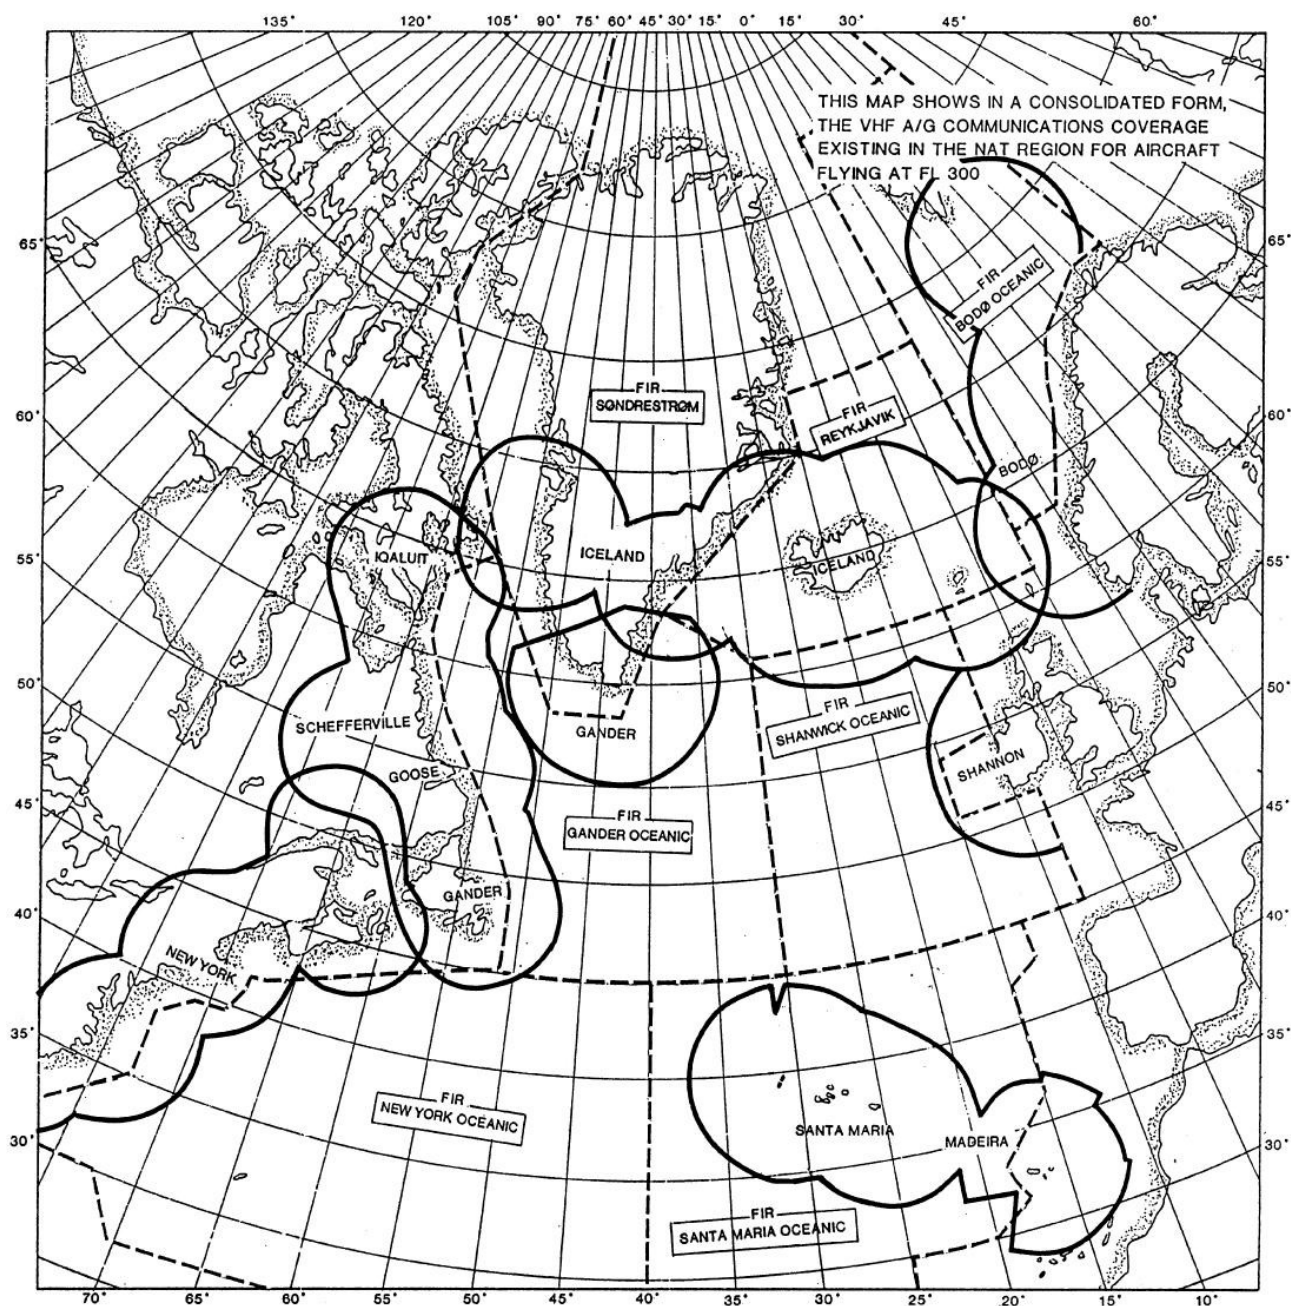 135° 120° 105° 90° 75° 60° 45° 30° 15° 0° 15° 30° 45° 60°
THIS MAP SHOWS IN A CONSOLIDATED FORM,
THE VHF A/G COMMUNICATIONS COVERAGE
EXISTING IN THE NAT REGION FOR AIRCRAFT
FLYING AT FL 300
65°
65°
FIR
BODØ OCEANIC
FIR
SØNDRESTRØM
FIR
REYKJAVIK
60°
60°
BODØ
IQALUIT
ICELAND
ICELAND
55°
55°
50°
50°
SCHEFFERVILLE
GANDER
FIR
SHANWICK OCEANIC
SHANNON
GOOSE
45°
45°
FIR
GANDER OCEANIC
GANDER
40°
40°
NEW YORK
35°
35°
FIR
NEW YORK OCEANIC
SANTA MARIA
MADEIRA
30°
30°
FIR
SANTA MARIA OCEANIC
70° 60° 55° 50° 45° 40° 35° 30° 25° 20° 15° 10°